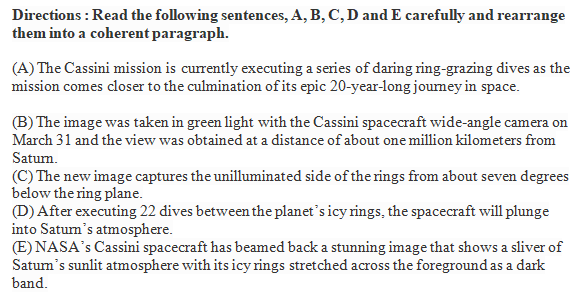 Directions : Read the following sentences, A, B, C, D and E carefully and rearrange
them into a coherent paragraph.
(A) The Cassini mission is currently executing a series of daring ring-grazing dives as the
mission comes closer to the culmination of its epic 20-year-long journey in space.
(B) The image was taken in green light with the Cassini spacecraft wide-angle camera on
March 31 and the view was obtained at a distance of about one million kilometers from
Saturn.
(C) The new image captures the unilluminated side of the rings from about seven degrees
below the ring plane.
(D) After executing 22 dives between the planet's icy rings, the spacecraft will plunge
into Saturn's atmosphere.
(E) NASA's Cassini spacecraft has beamed back a stunning image that shows a sliver of
Saturn's sunlit atmosphere with its icy rings stretched across the foreground as a dark
band.